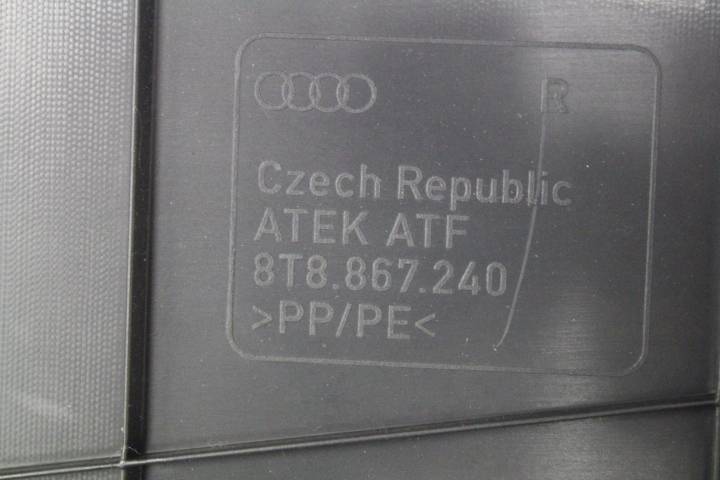 R
Czech Republic
ATEK ATF
8T8.867.240
>PP/PE<